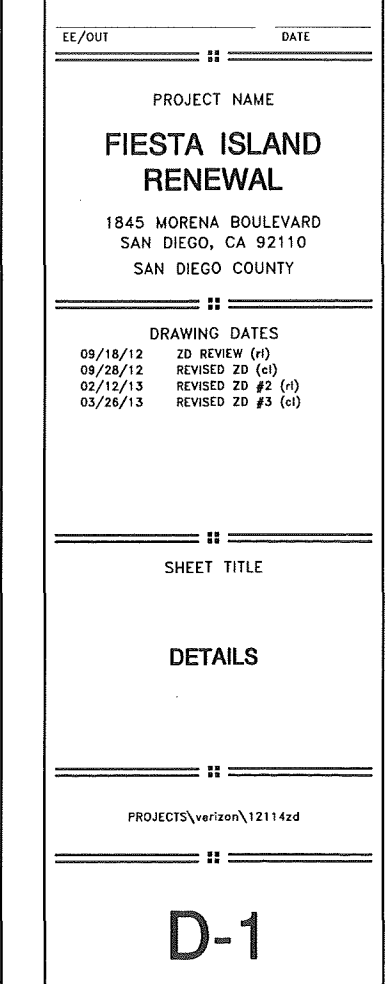 EE/OUT DATE
PROJECT NAME
FIESTA ISLAND
RENEWAL
1845 MORENA BOULEVARD
SAN DIEGO, CA 92110
SAN DIEGO COUNTY
DRAWING DATES
09/18/12 ZD REVIEW (rl)
09/28/12 REVISED ZD (cl)
02/12/13 REVISED ZD #2 (rl)
03/26/13 REVISED ZD #3 (cl)
SHEET TITLE
DETAILS
PROJECTS\verizon\12114zd
D-1